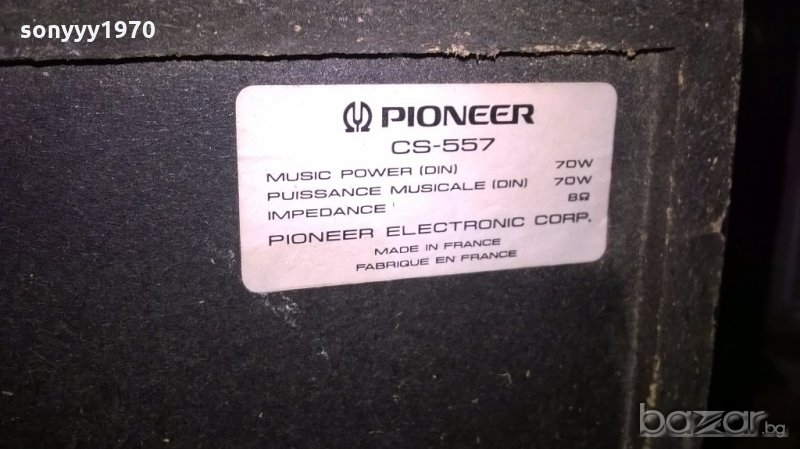 sonyyy1970
PIONEER
CS-557
MUSIC POWER (DIN) 70W
PUISSANCE MUSICALE (DIN) 70W
IMPEDANCE 8Ω
PIONEER ELECTRONIC CORP.
MADE IN FRANCE
FABRIQUE EN FRANCE
bazar.bg